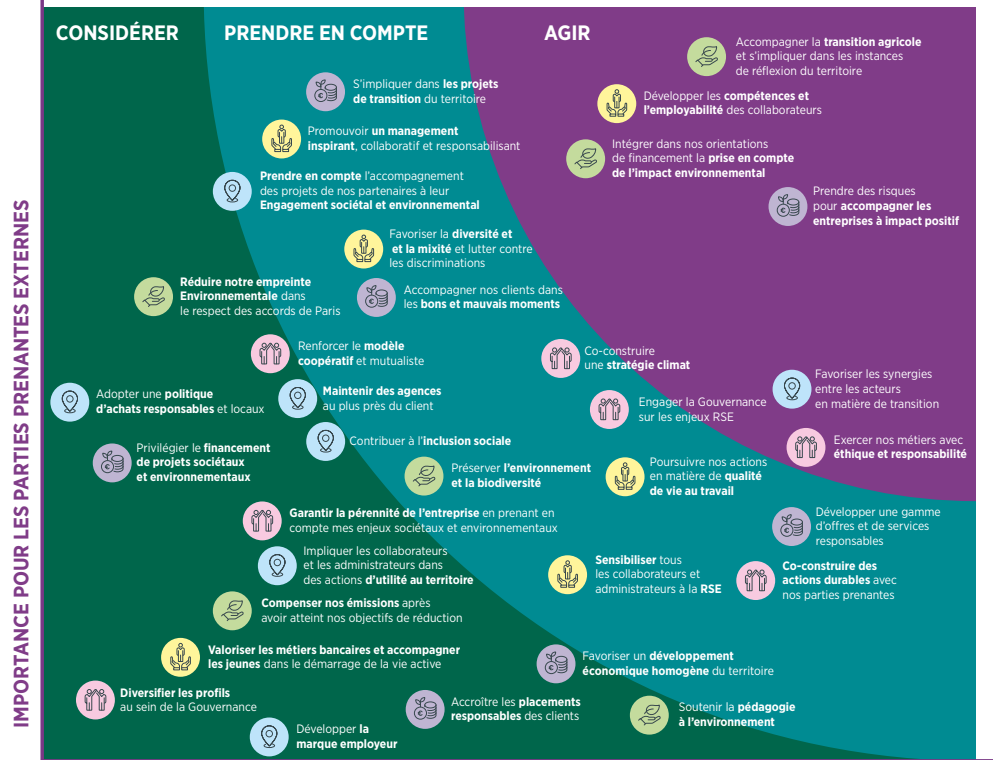 CONSIDÉRER
PRENDRE EN COMPTE
AGIR
IMPORTANCE POUR LES PARTIES PRENANTES EXTERNES
Accompagner la transition agricole
et s'impliquer dans les instances
de réflexion du territoire
S'impliquer dans les projets
de transition du territoire
Développer les compétences et
l'employabilité des collaborateurs
Promouvoir un management
inspirant, collaboratif et responsabilisant
Intégrer dans nos orientations
de financement la prise en compte
de l'impact environnemental
Prendre en compte l'accompagnement
des projets de nos partenaires à leur
Engagement sociétal et environnemental
Prendre des risques
pour accompagner les
entreprises à impact positif
Favoriser la diversité et
et la mixité et lutter contre
les discriminations
Réduire notre empreinte
Environnementale dans
le respect des accords de Paris
Accompagner nos clients dans
les bons et mauvais moments
Renforcer le modèle
coopératif et mutualiste
Co-construire
une stratégie climat
Favoriser les synergies
entre les acteurs
en matière de transition
Adopter une politique
d'achats responsables et locaux
Maintenir des agences
au plus près du client
Engager la Gouvernance
sur les enjeux RSE
Contribuer à l'inclusion sociale
Exercer nos métiers avec
éthique et responsabilité
Privilégier le financement
de projets sociétaux
et environnementaux
Préserver l'environnement
et la biodiversité
Poursuivre nos actions
en matière de qualité
de vie au travail
Garantir la pérennité de l'entreprise en prenant en
compte mes enjeux sociétaux et environnementaux
Développer une gamme
d'offres et de services
responsables
Impliquer les collaborateurs
et les administrateurs dans
des actions d'utilité au territoire
Sensibiliser tous
les collaborateurs et
administrateurs à la RSE
Co-construire des
actions durables avec
nos parties prenantes
Compenser nos émissions après
avoir atteint nos objectifs de réduction
Valoriser les métiers bancaires et accompagner
les jeunes dans le démarrage de la vie active
Favoriser un développement
économique homogène du territoire
Diversifier les profils
au sein de la Gouvernance
Accroître les placements
responsables des clients
Soutenir la pédagogie
à l'environnement
Développer la
marque employeur